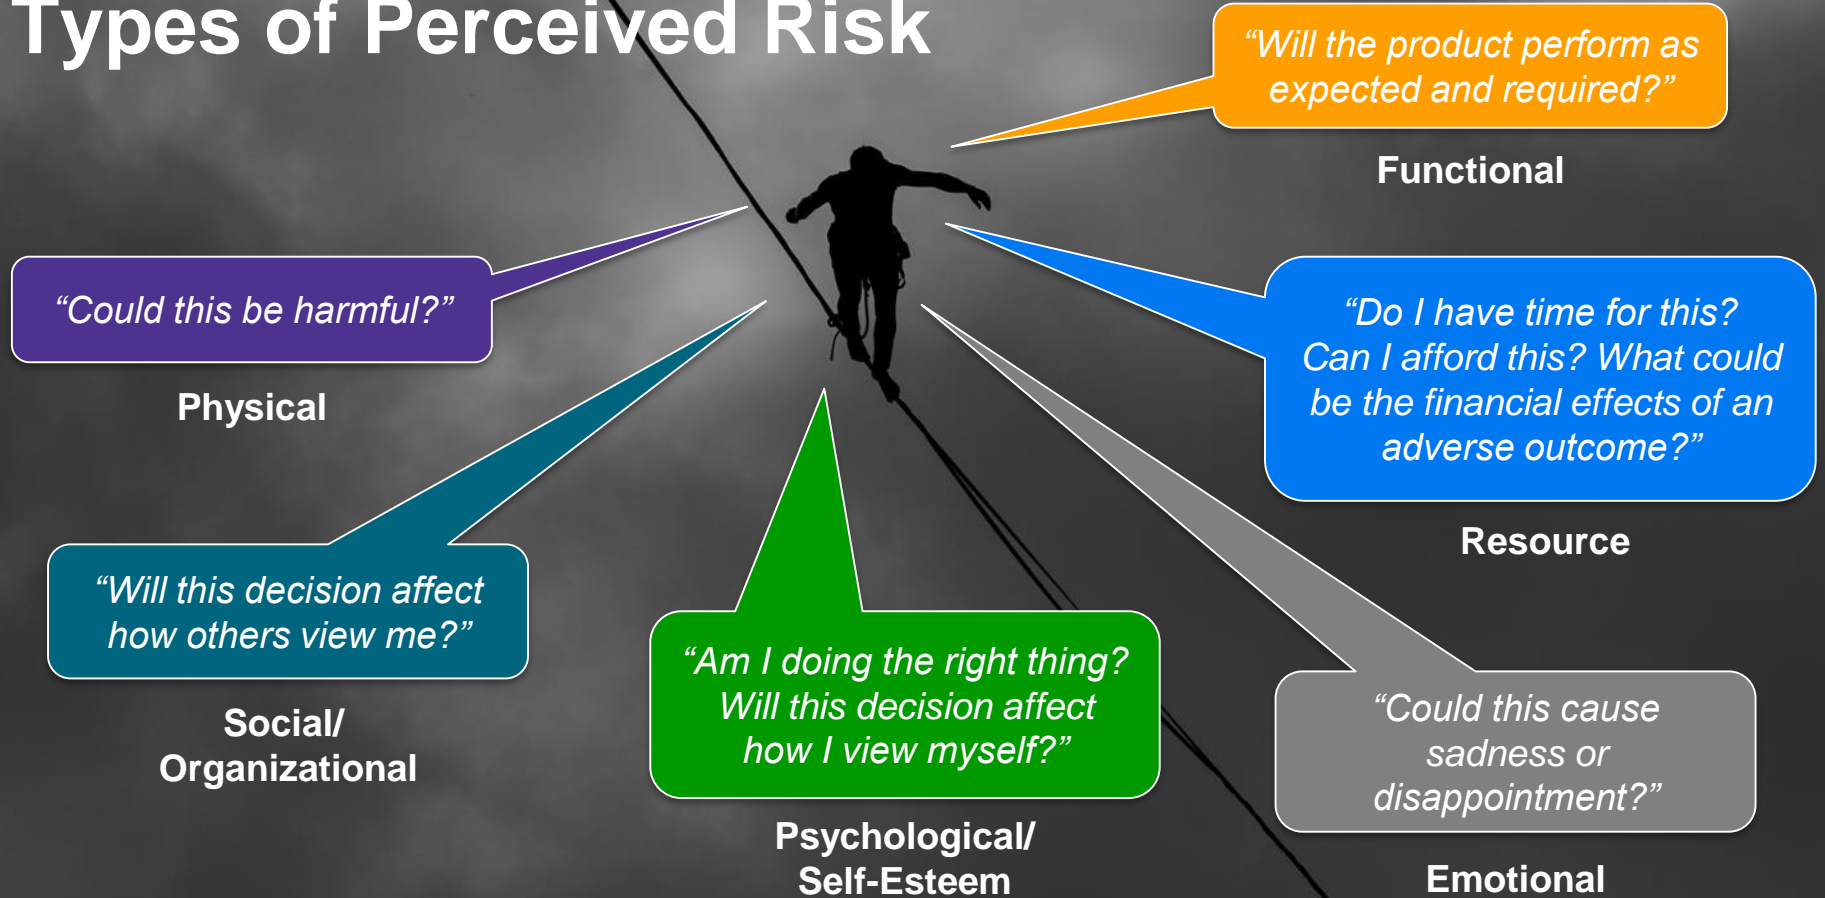 Types of Perceived Risk
“Will the product perform as
expected and required?”
Functional
“Could this be harmful?”
Physical
“Do I have time for this?
Can I afford this? What could
be the financial effects of an
adverse outcome?”
Resource
“Will this decision affect
how others view me?”
Social/
Organizational
“Am I doing the right thing?
Will this decision affect
how I view myself?”
Psychological/
Self-Esteem
“Could this cause
sadness or
disappointment?”
Emotional